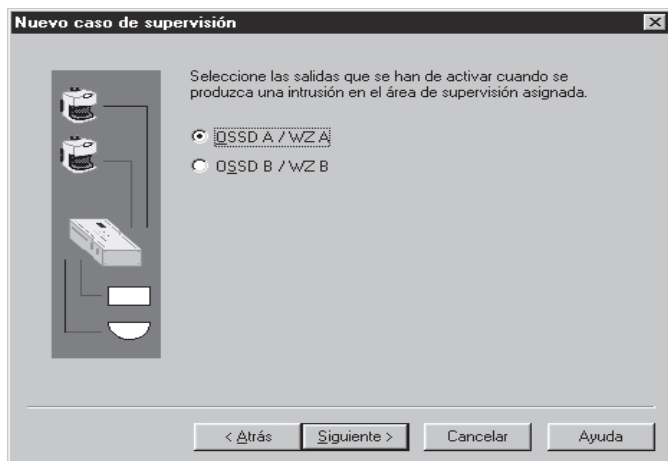 Nuevo caso de supervisión
Seleccione las salidas que se han de activar cuando se
produzca una intrusión en el área de supervisión asignada.
OSSD A / WZ A
OSSD B / WZ B
< Atrás
Siguiente >
Cancelar
Ayuda